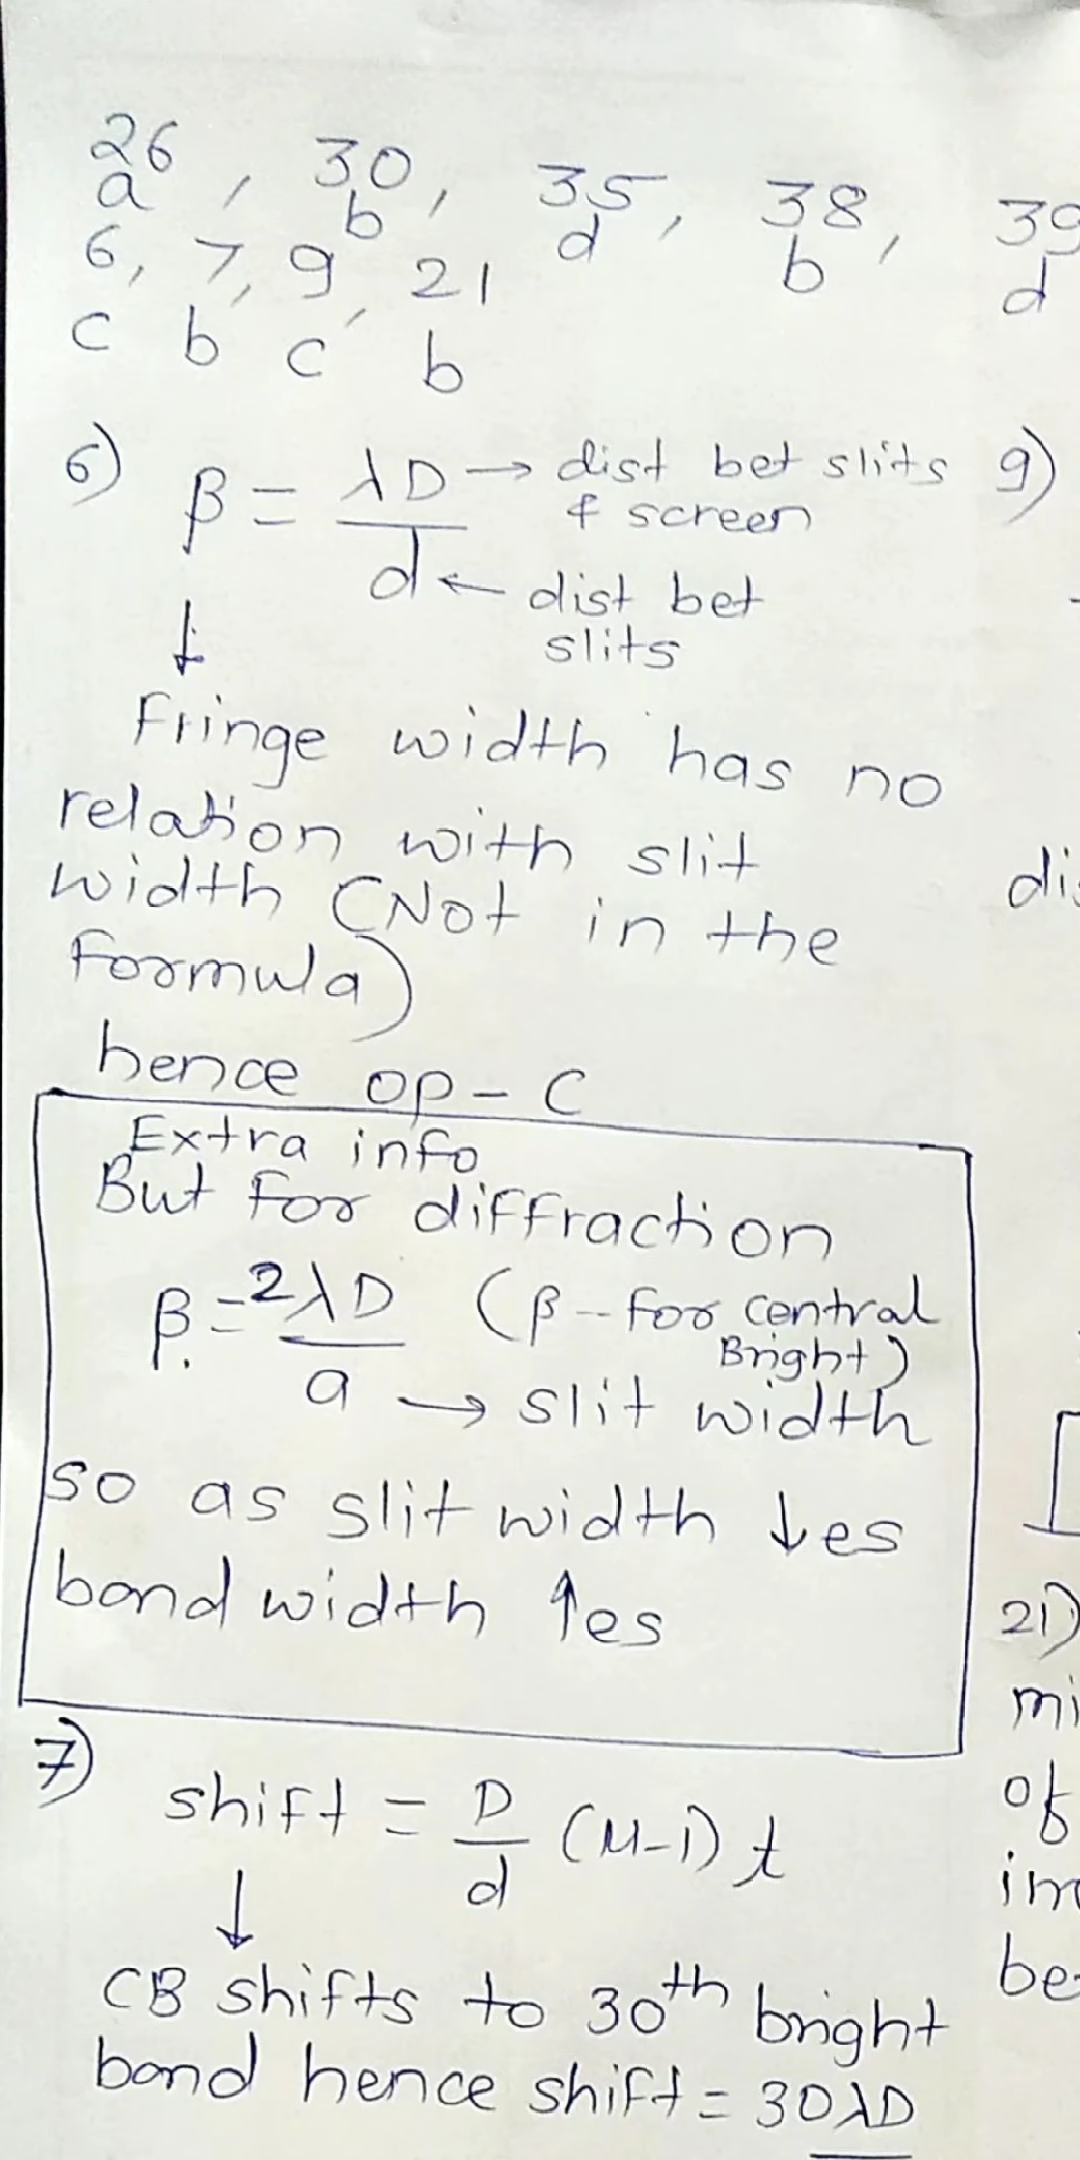 26, 30, 35, 38, 39
a b d b d
6, 7, 9, 21
c b c b
6) β = λD → dist bet slits & screen
d ← dist bet slits
↓
Fringe width has no
relation with slit
width (Not in the
formula)
hence op - C
Extra info
But for diffraction
β = 2λD (β -- for central Bright)
a → slit width
so as slit width ↓es
band width ↑es
7) shift = D/d (μ-1) t
↓
CB shifts to 30th bright
band hence shift = 30λD
9)
21)
mi
of
be